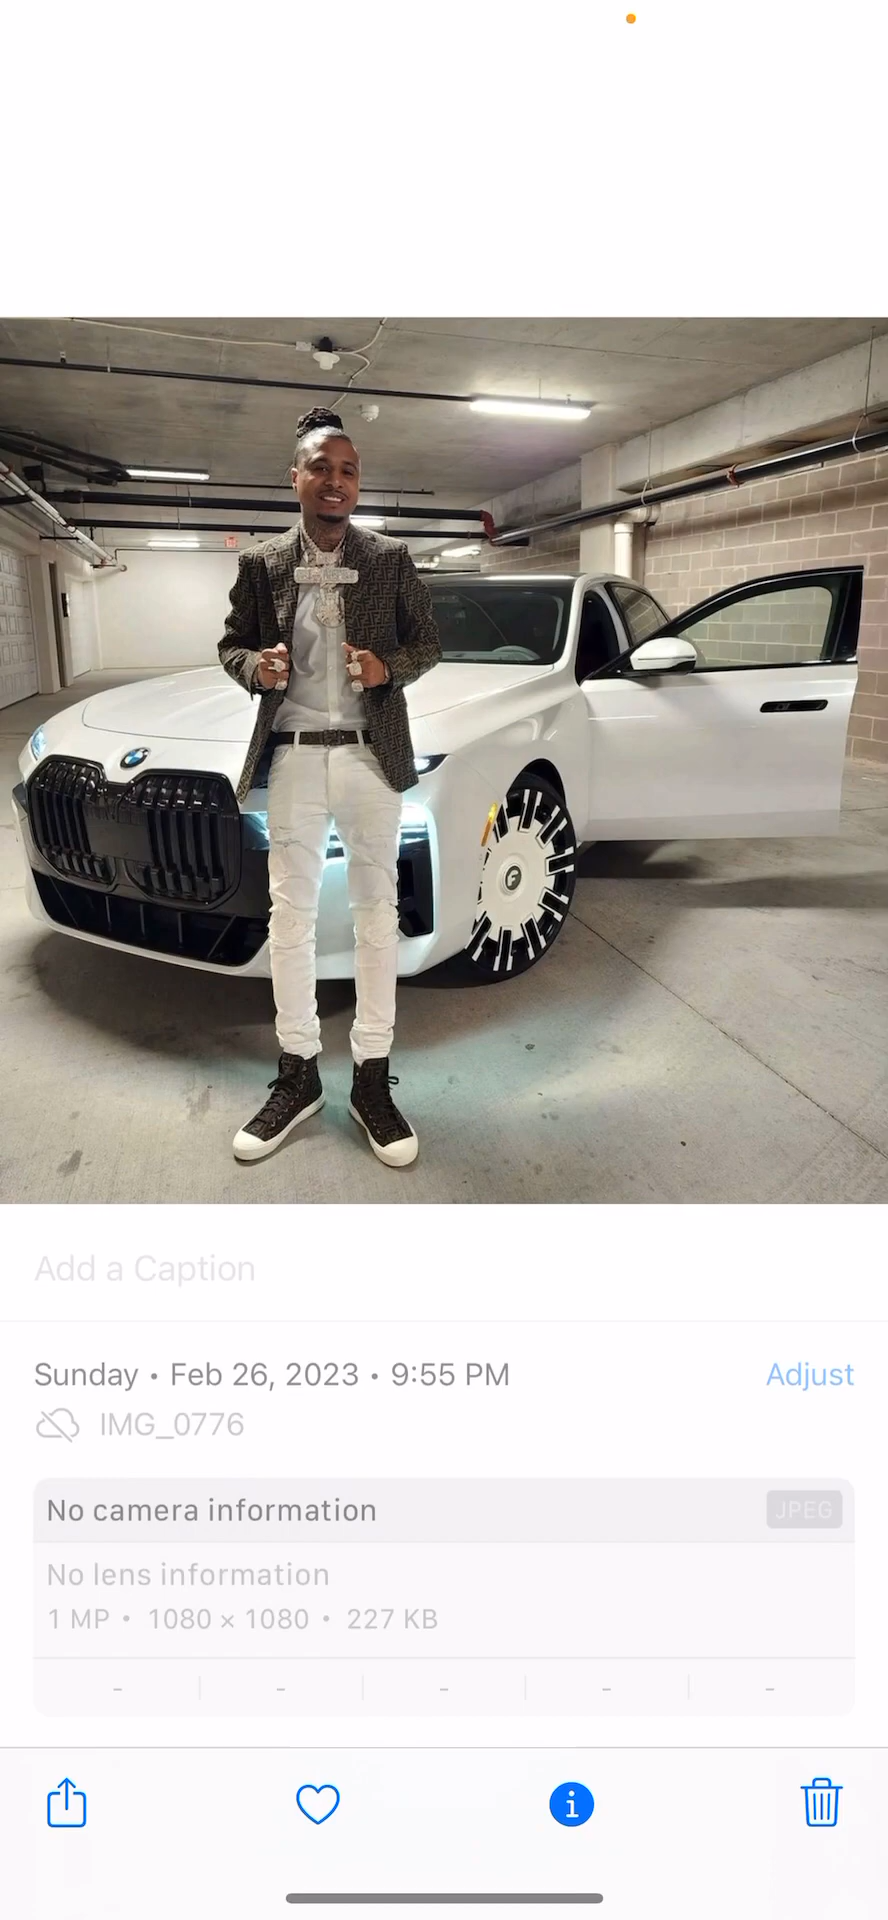 Add a Caption
Sunday • Feb 26, 2023 • 9:55 PM
Adjust
IMG_0776
No camera information
JPEG
No lens information
1 MP • 1080 × 1080 • 227 KB
- - - - -